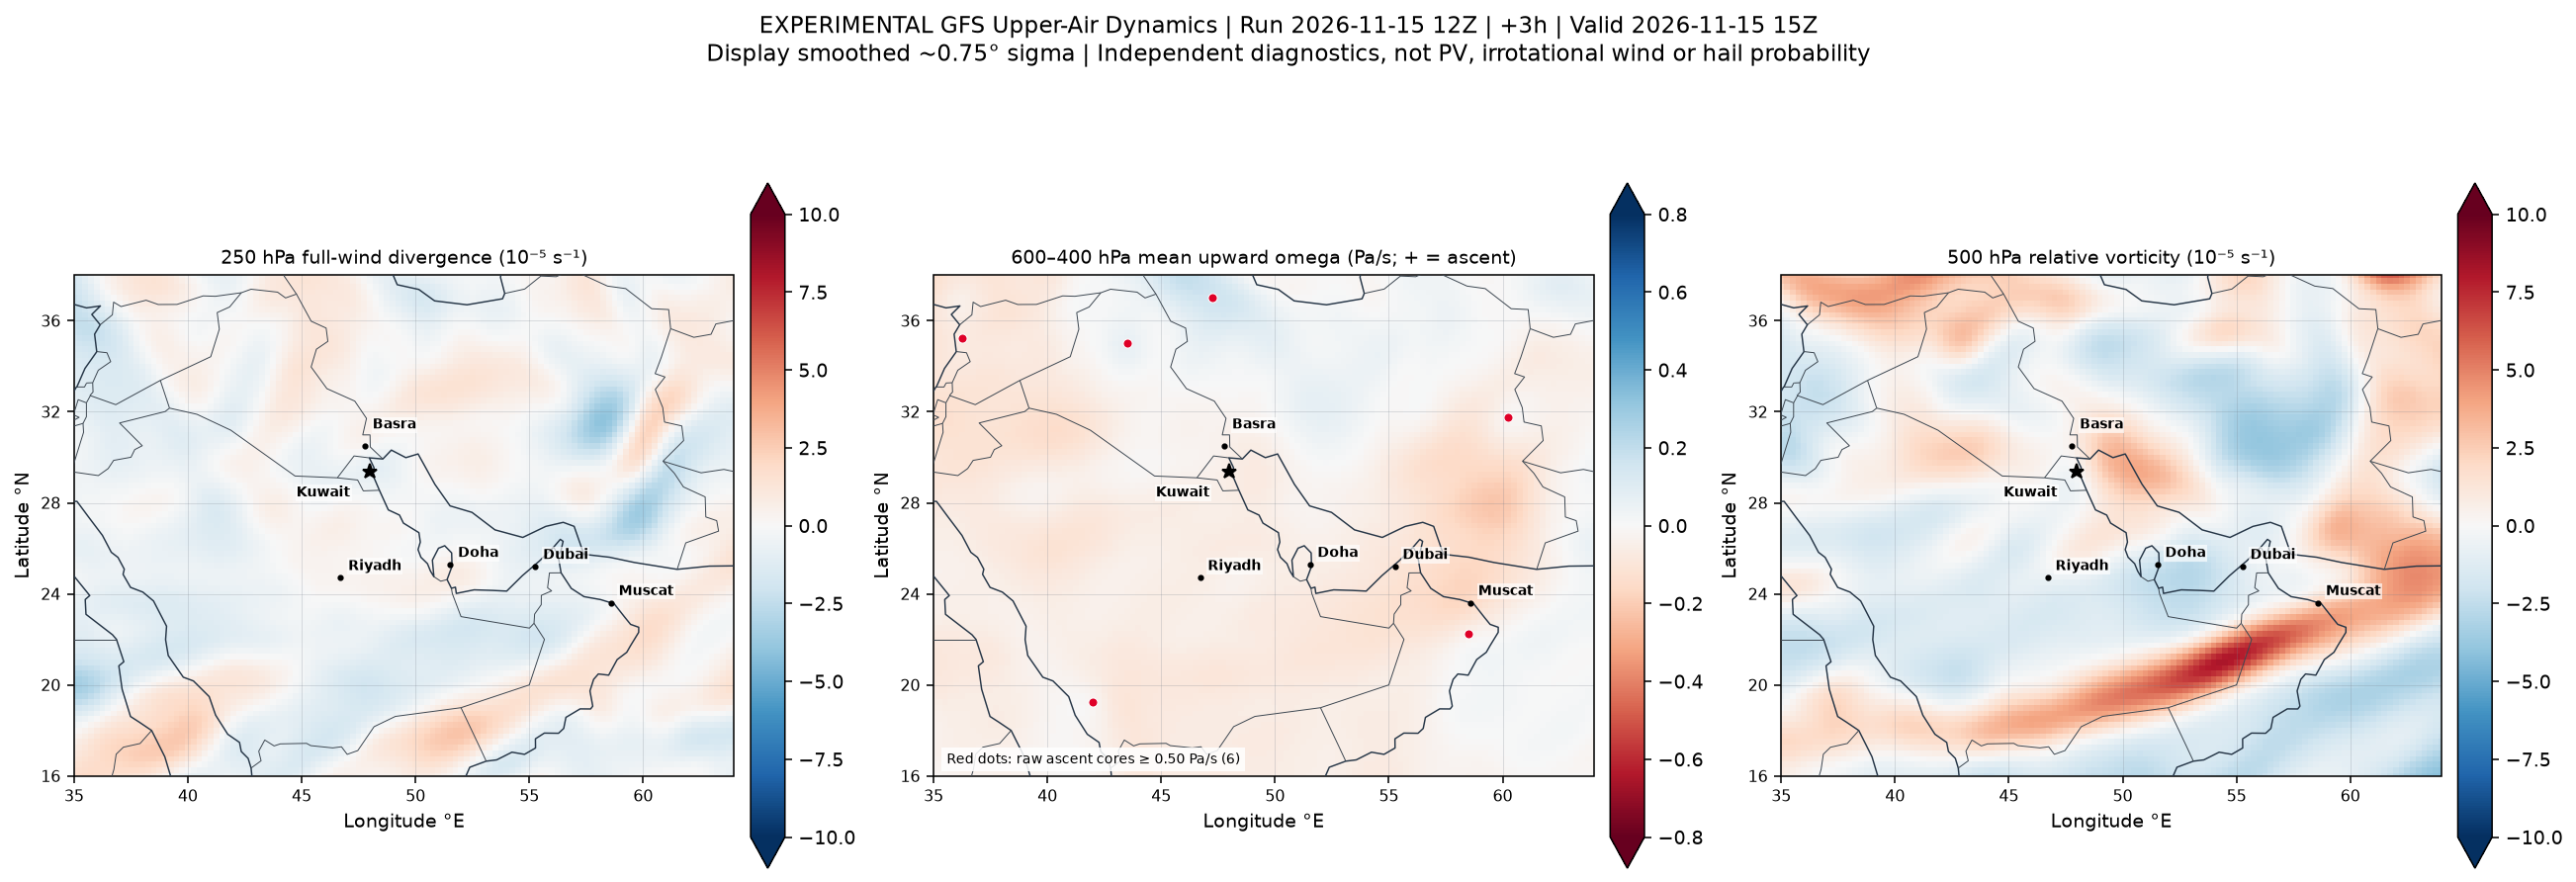 EXPERIMENTAL GFS Upper-Air Dynamics | Run 2026-11-15 12Z | +3h | Valid 2026-11-15 15Z
Display smoothed ~0.75° sigma | Independent diagnostics, not PV, irrotational wind or hail probability
250 hPa full-wind divergence (10⁻⁵ s⁻¹)
Latitude °N
36
32
28
24
20
16
35
40
45
50
55
60
Longitude °E
Basra
Kuwait
Riyadh
Doha
Dubai
Muscat
10.0
7.5
5.0
2.5
0.0
−2.5
−5.0
−7.5
−10.0
600–400 hPa mean upward omega (Pa/s; + = ascent)
Latitude °N
36
32
28
24
20
16
35
40
45
50
55
60
Longitude °E
Basra
Kuwait
Riyadh
Doha
Dubai
Muscat
Red dots: raw ascent cores ≥ 0.50 Pa/s (6)
0.8
0.6
0.4
0.2
0.0
−0.2
−0.4
−0.6
−0.8
500 hPa relative vorticity (10⁻⁵ s⁻¹)
Latitude °N
36
32
28
24
20
16
35
40
45
50
55
60
Longitude °E
Basra
Kuwait
Riyadh
Doha
Dubai
Muscat
10.0
7.5
5.0
2.5
0.0
−2.5
−5.0
−7.5
−10.0